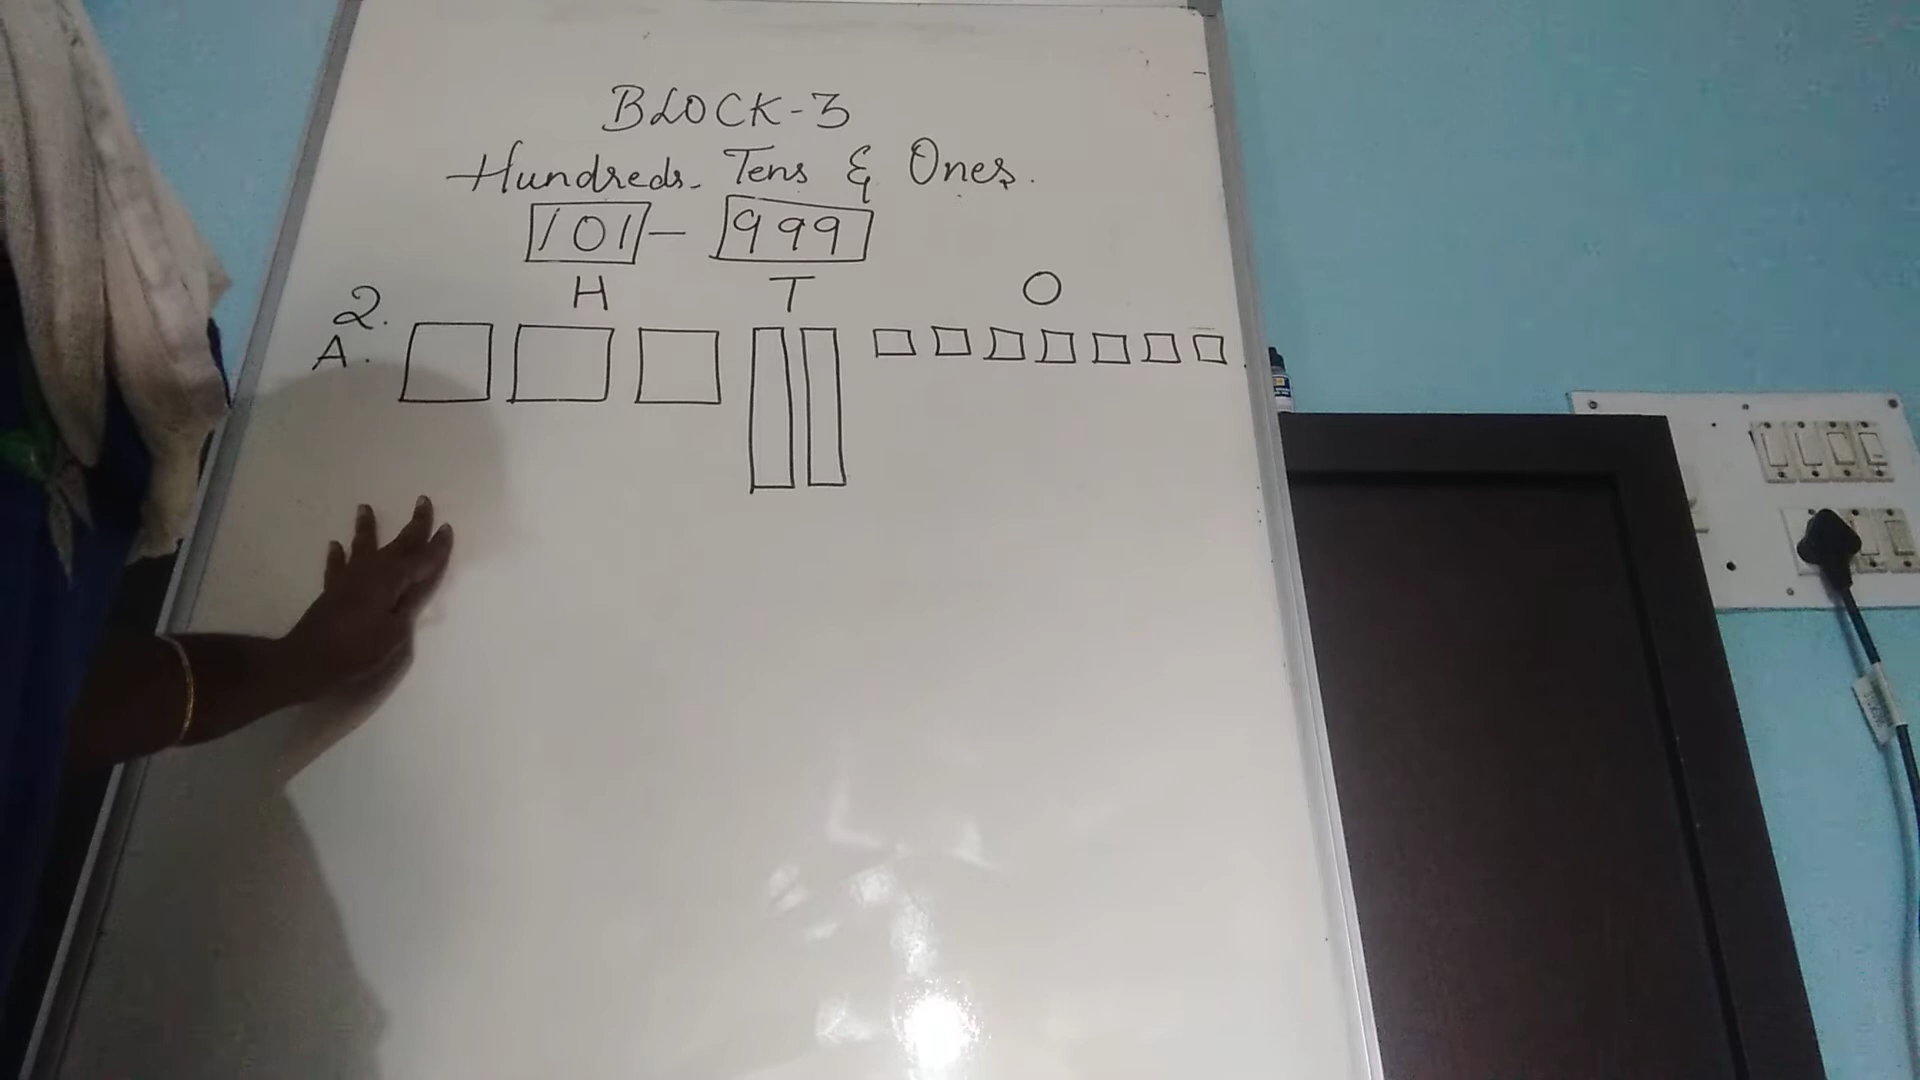 BLOCK-3
Hundreds, Tens & Ones.
101 - 999
H T O
2.
A.